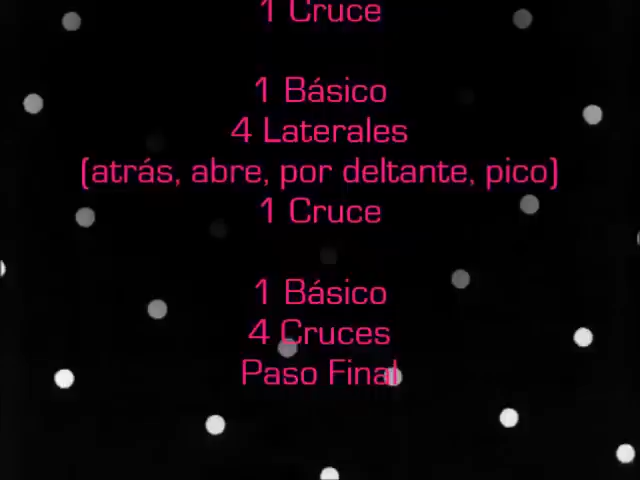 1 Cruce
1 Básico
4 Laterales
(atrás, abre, por deltante, pico)
1 Cruce
1 Básico
4 Cruces
Paso Final